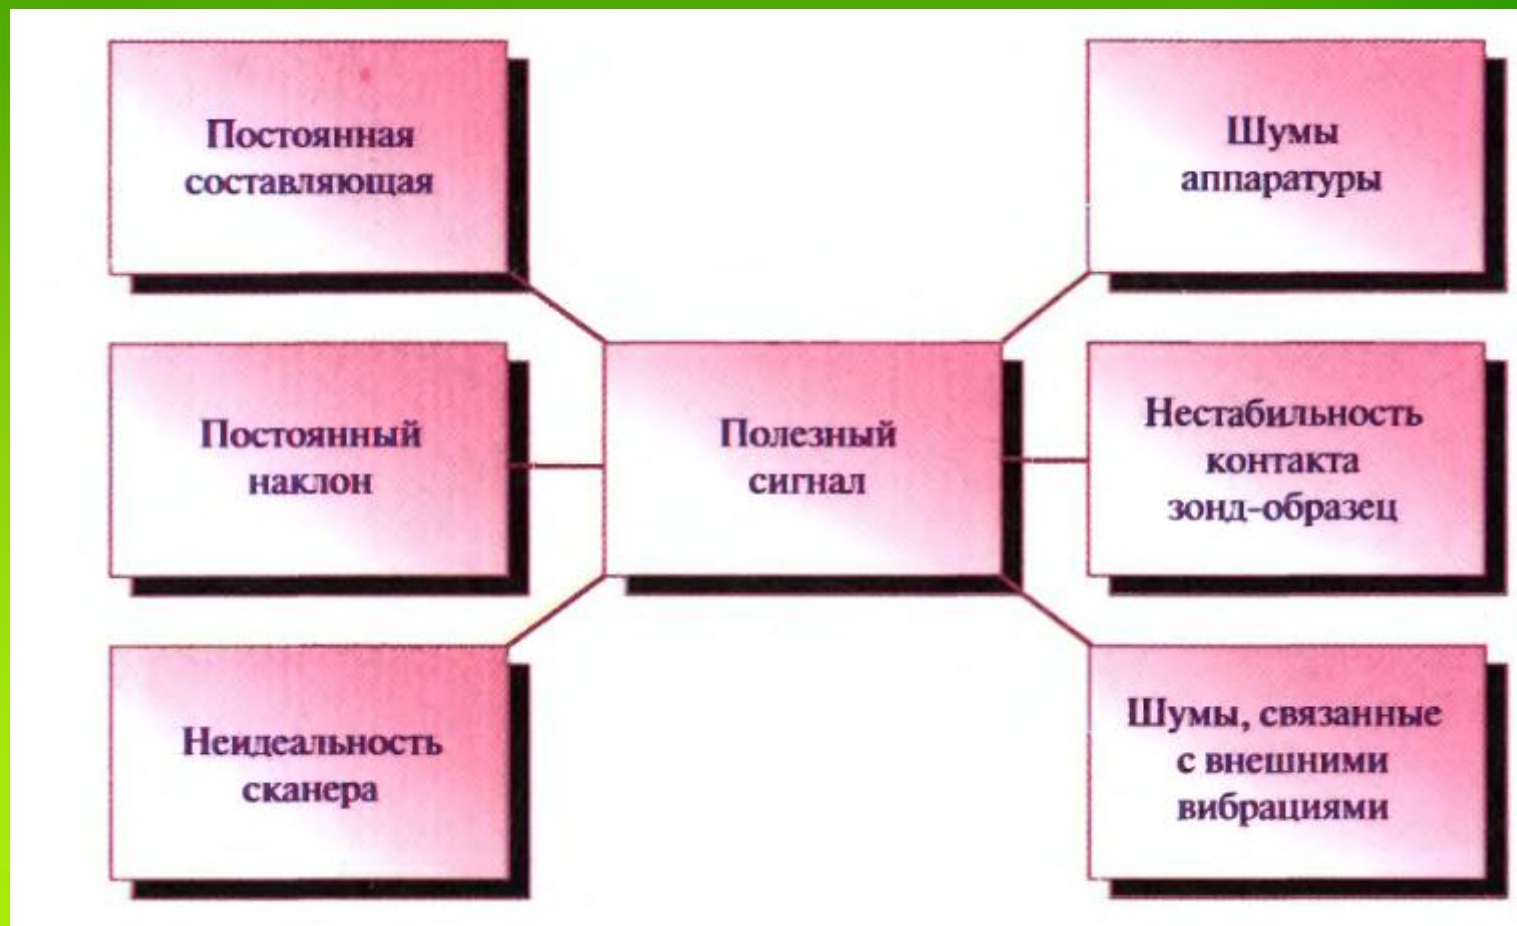 Постоянная
составляющая
Шумы
аппаратуры
Постоянный
наклон
Полезный
сигнал
Нестабильность
контакта
зонд-образец
Неидеальность
сканера
Шумы, связанные
с внешними
вибрациями